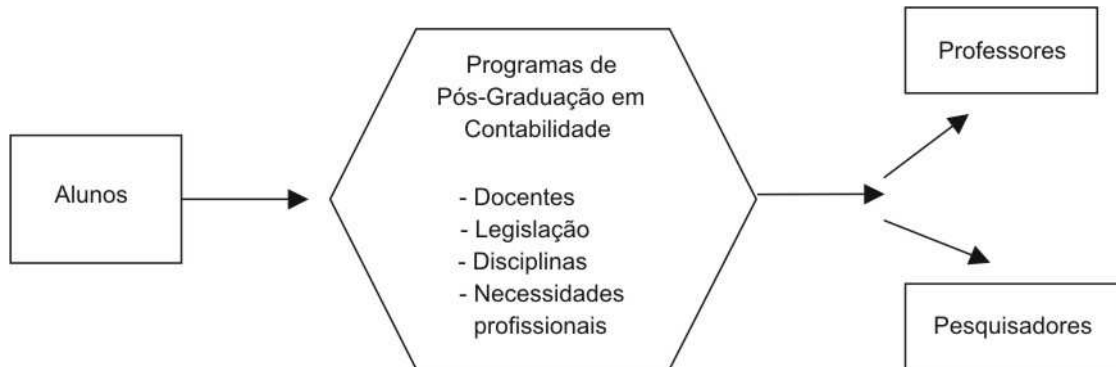 Alunos
Programas de
Pós-Graduação em
Contabilidade
- Docentes
- Legislação
- Disciplinas
- Necessidades
profissionais
Professores
Pesquisadores